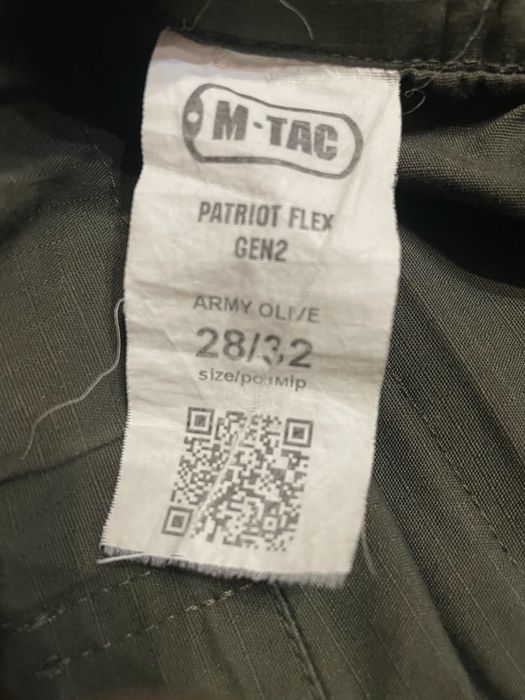 M·TAC
PATRIOT FLEX
GEN2
ARMY OLIVE
28/32
size/розмір